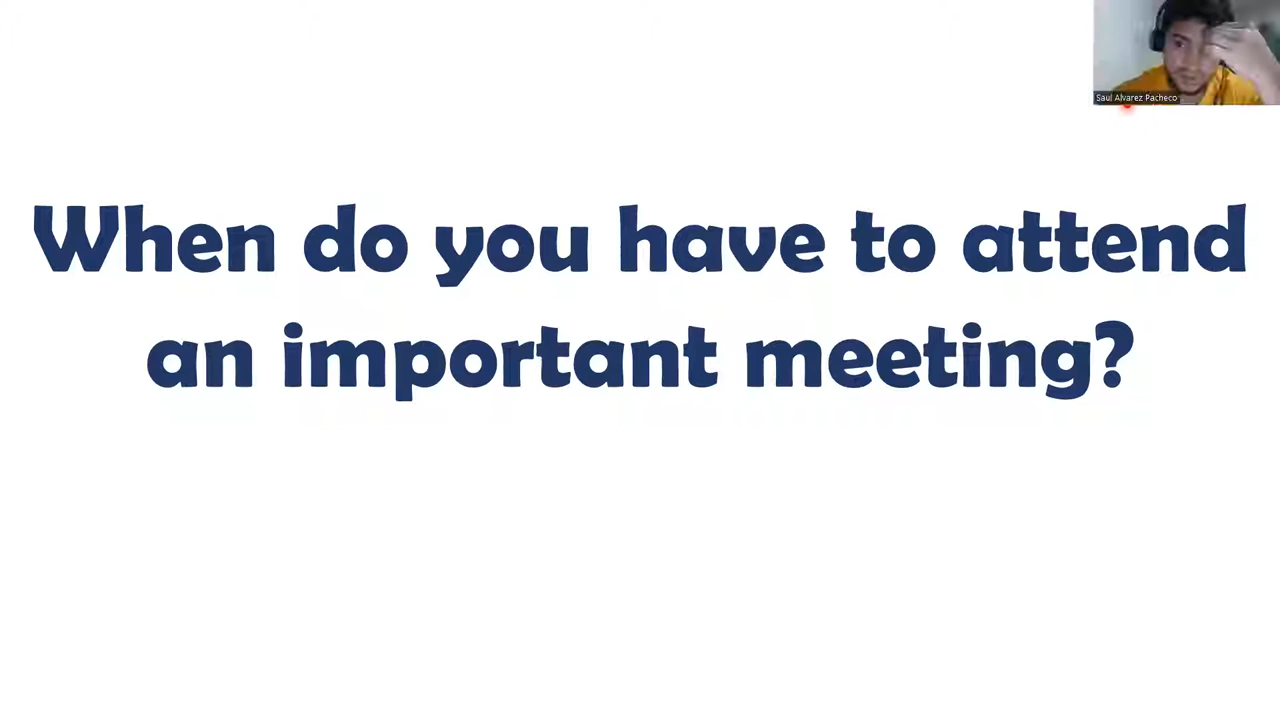 Saul Alvarez Pacheco
When do you have to attend
an important meeting?